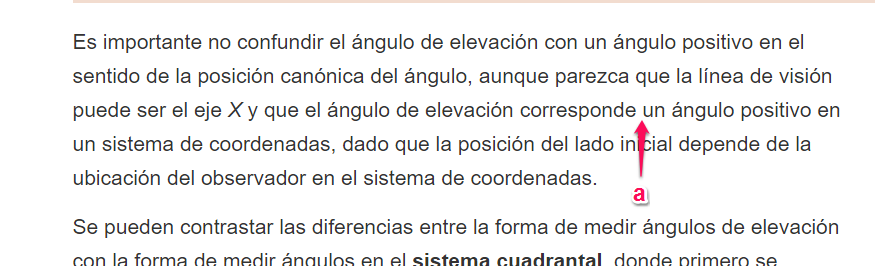 Es importante no confundir el ángulo de elevación con un ángulo positivo en el
sentido de la posición canónica del ángulo, aunque parezca que la línea de visión
puede ser el eje X y que el ángulo de elevación corresponde un ángulo positivo en
un sistema de coordenadas, dado que la posición del lado inicial depende de la
a
ubicación del observador en el sistema de coordenadas.
Se pueden contrastar las diferencias entre la forma de medir ángulos de elevación
con la forma de medir ángulos en el sistema cuadrantal, donde primero se